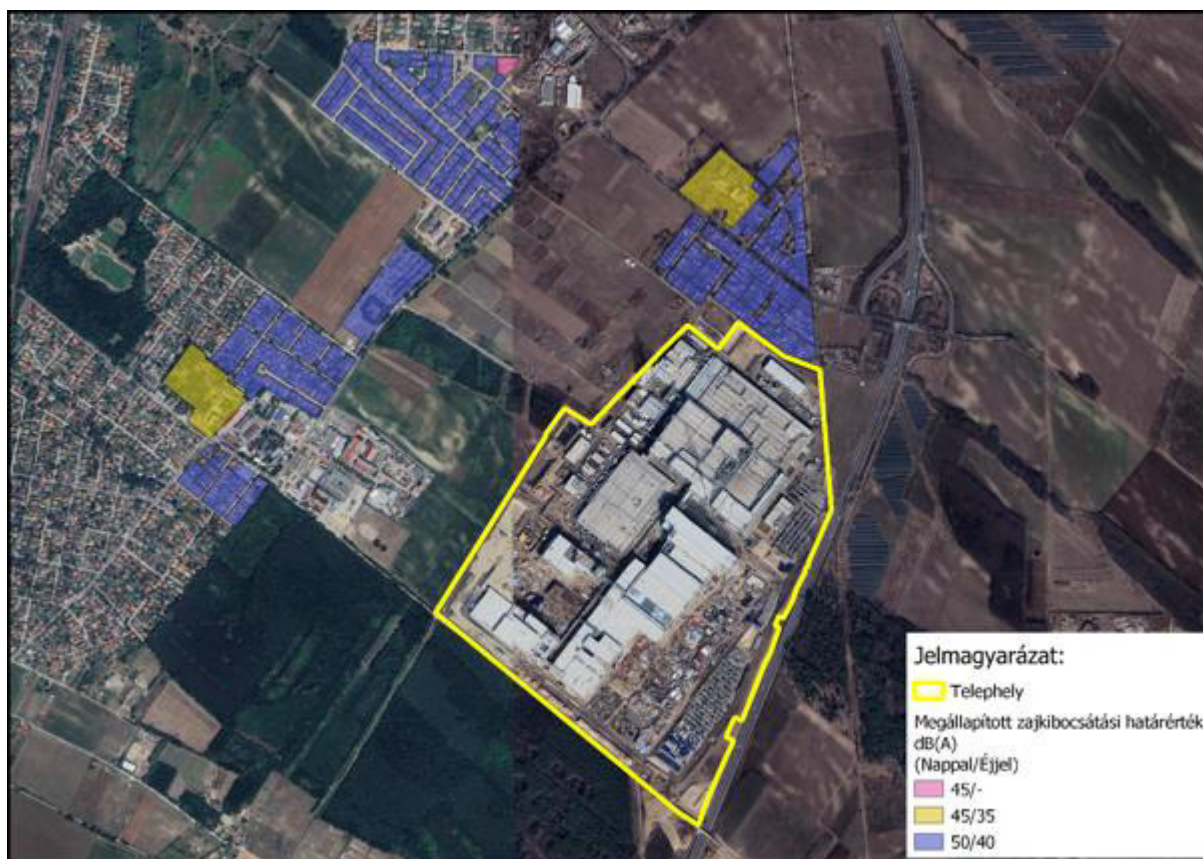 Jelmagyarázat:
Telephely
Megállapított zajkibocsátási határérték
dB(A)
(Nappal/Éjjel)
45/-
45/35
50/40